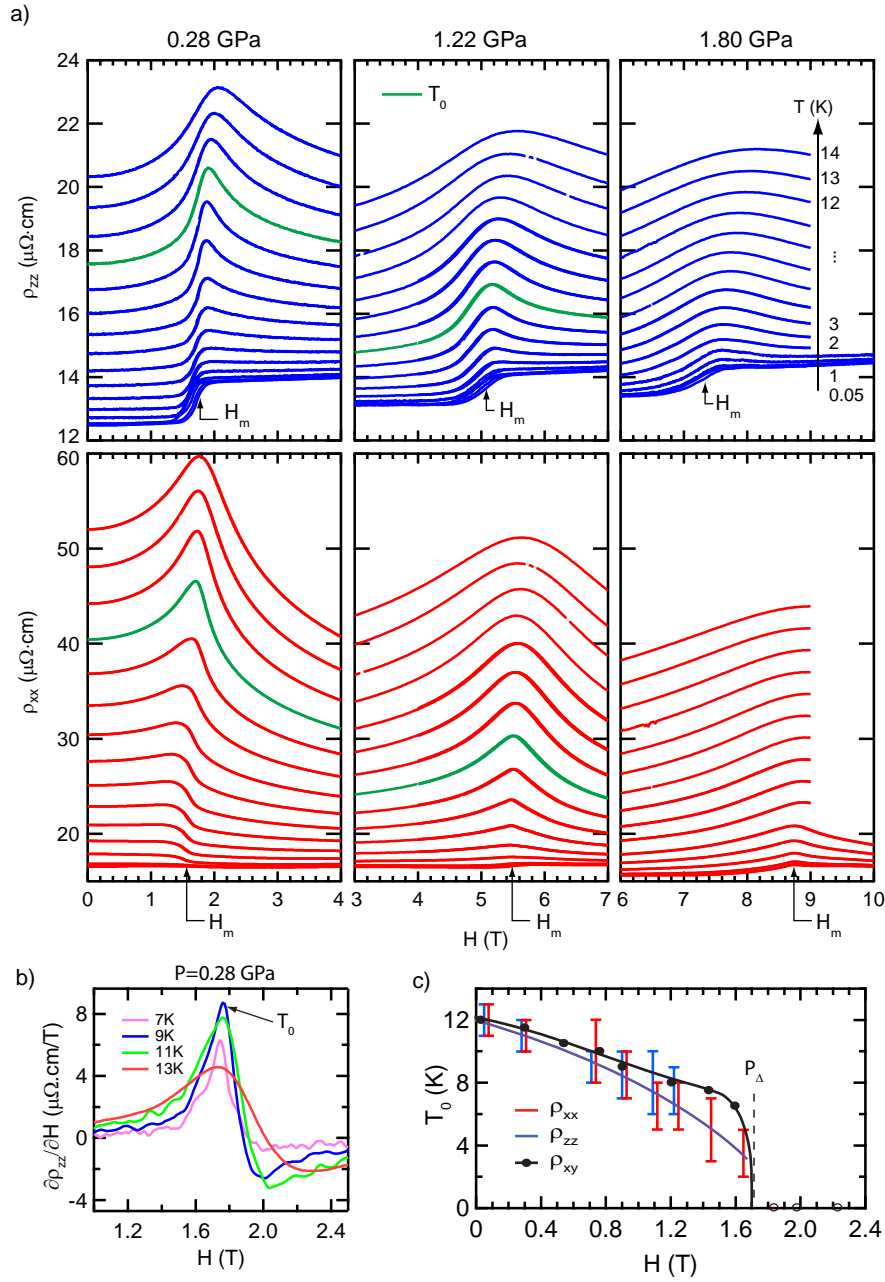 a)
0.28 GPa 1.22 GPa 1.80 GPa
24
22
20
18
16
14
12
ρzz (μΩ·cm)
T0
T (K)
14
13
12
...
3
2
1
0.05
Hm
Hm
Hm
60
50
40
30
20
ρxx (μΩ·cm)
0 1 2 3 4
3 4 5 6 7
6 7 8 9 10
Hm
Hm
Hm
H (T)
b)
P=0.28 GPa
7K
9K
11K
13K
T0
8
4
0
-4
∂ρzz/∂H (μΩ.cm/T)
1.2 1.6 2.0 2.4
H (T)
c)
12
8
4
0
T0 (K)
PΔ
ρxx
ρzz
ρxy
0 0.4 0.8 1.2 1.6 2.0 2.4
H (T)